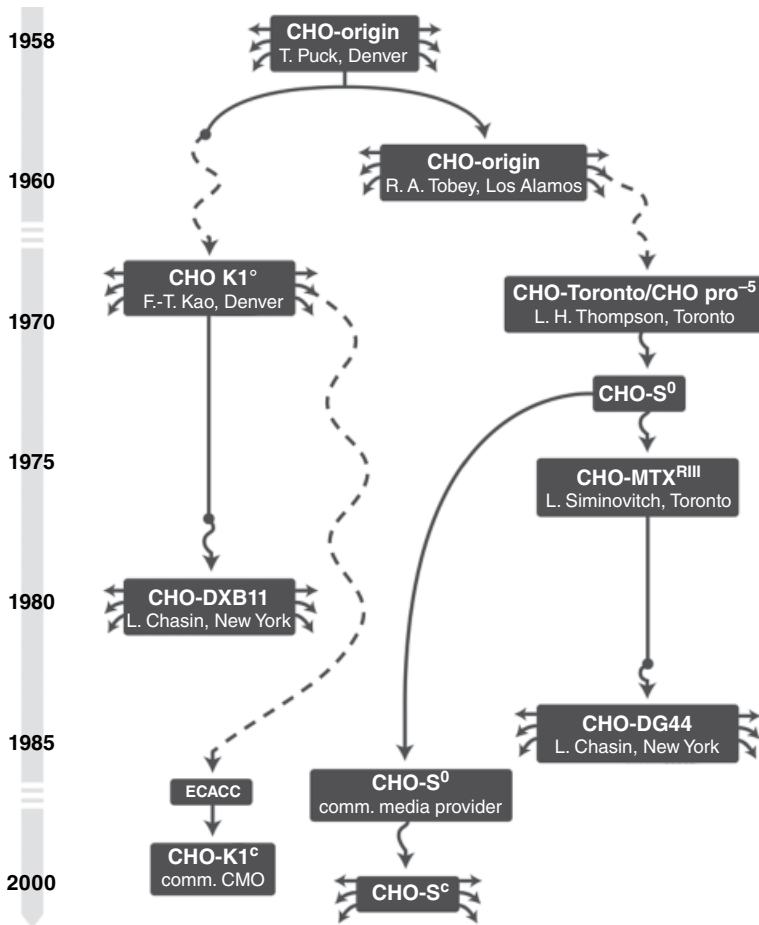 1958
CHO-origin
T. Puck, Denver
CHO-origin
R. A. Tobey, Los Alamos
1960
CHO K1°
F.-T. Kao, Denver
CHO-Toronto/CHO pro⁻⁵
L. H. Thompson, Toronto
1970
CHO-S⁰
1975
CHO-MTXᴿᴵᴵᴵ
L. Siminovitch, Toronto
1980
CHO-DXB11
L. Chasin, New York
CHO-DG44
L. Chasin, New York
1985
ECACC
CHO-S⁰
comm. media provider
CHO-K1ᶜ
comm. CMO
2000
CHO-Sᶜ